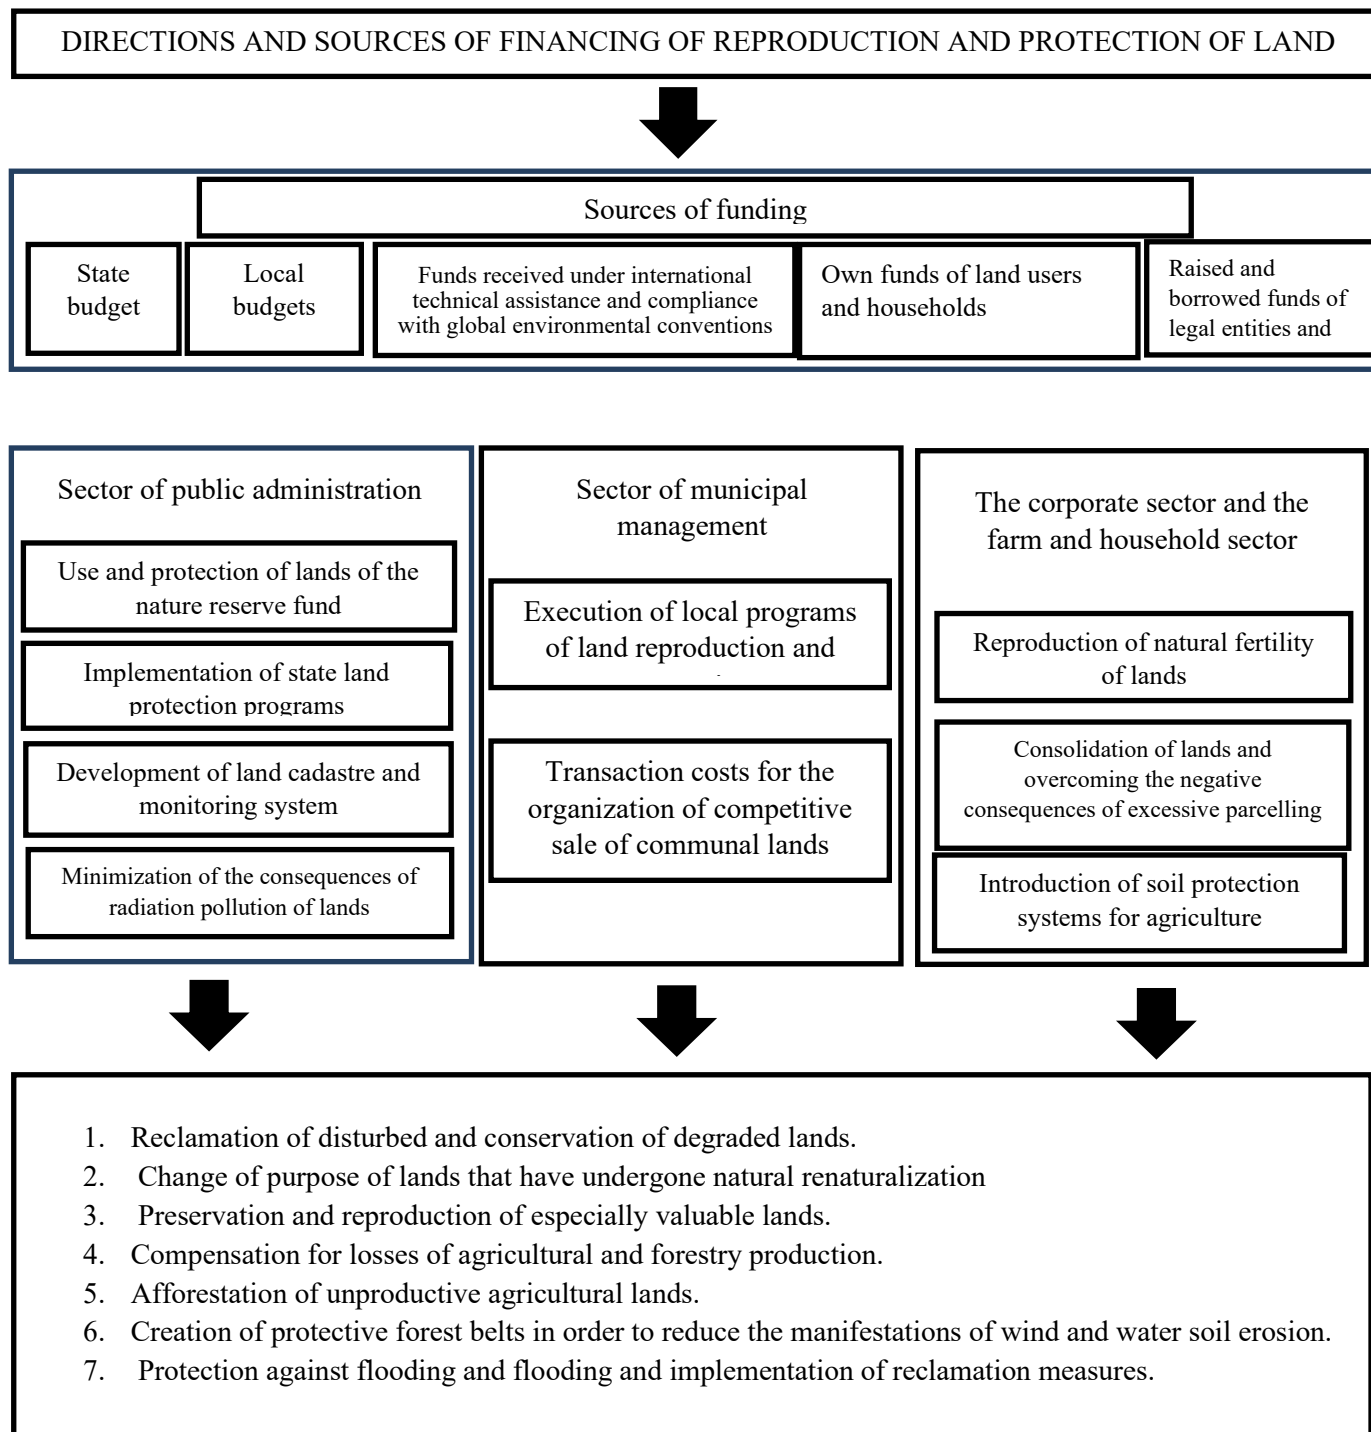 DIRECTIONS AND SOURCES OF FINANCING OF REPRODUCTION AND PROTECTION OF LAND
Sources of funding
State
budget
Local
budgets
Funds received under international
technical assistance and compliance
with global environmental conventions
Own funds of land users
and households
Raised and
borrowed funds of
legal entities and
Sector of public administration
Use and protection of lands of the
nature reserve fund
Implementation of state land
protection programs
Development of land cadastre and
monitoring system
Minimization of the consequences of
radiation pollution of lands
Sector of municipal
management
Execution of local programs
of land reproduction and
Transaction costs for the
organization of competitive
sale of communal lands
The corporate sector and the
farm and household sector
Reproduction of natural fertility
of lands
Consolidation of lands and
overcoming the negative
consequences of excessive parcelling
Introduction of soil protection
systems for agriculture
1. Reclamation of disturbed and conservation of degraded lands.
2. Change of purpose of lands that have undergone natural renaturalization
3. Preservation and reproduction of especially valuable lands.
4. Compensation for losses of agricultural and forestry production.
5. Afforestation of unproductive agricultural lands.
6. Creation of protective forest belts in order to reduce the manifestations of wind and water soil erosion.
7. Protection against flooding and flooding and implementation of reclamation measures.